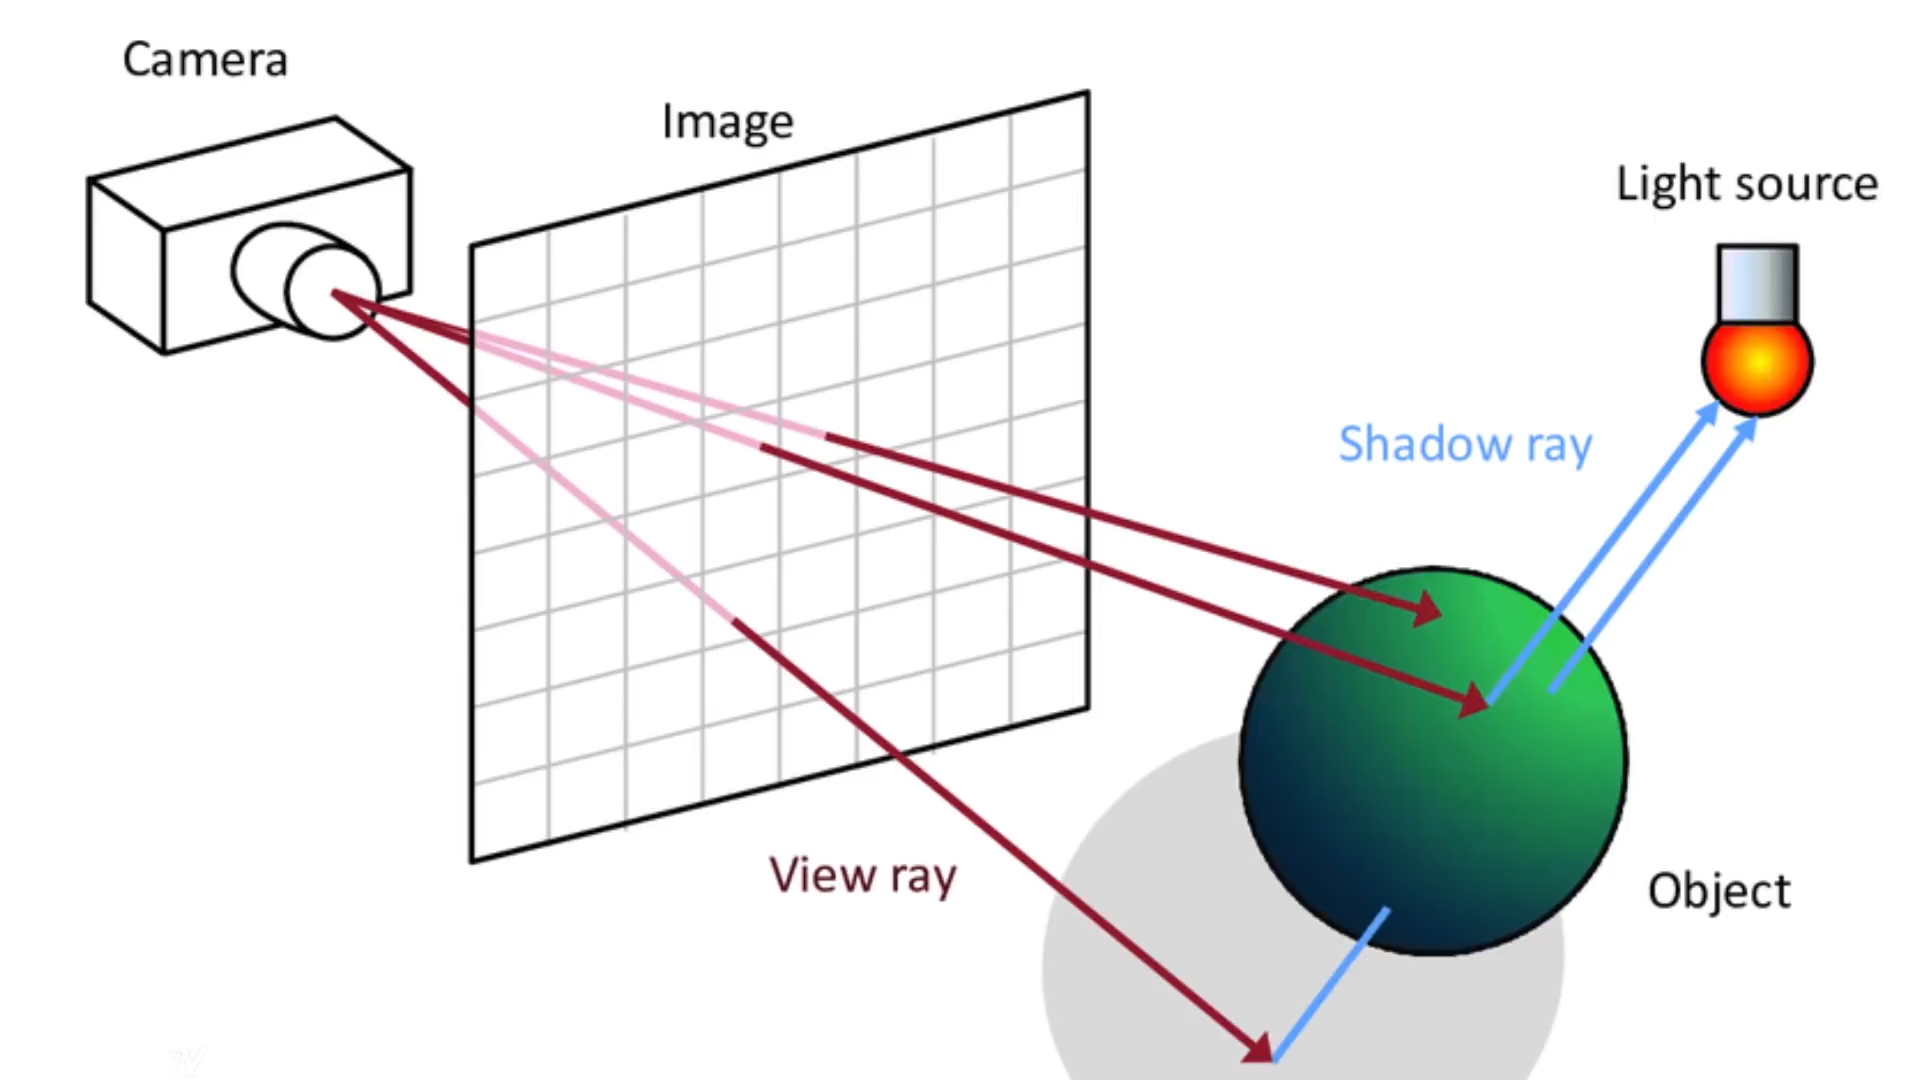 Camera
Image
Light source
Shadow ray
View ray
Object